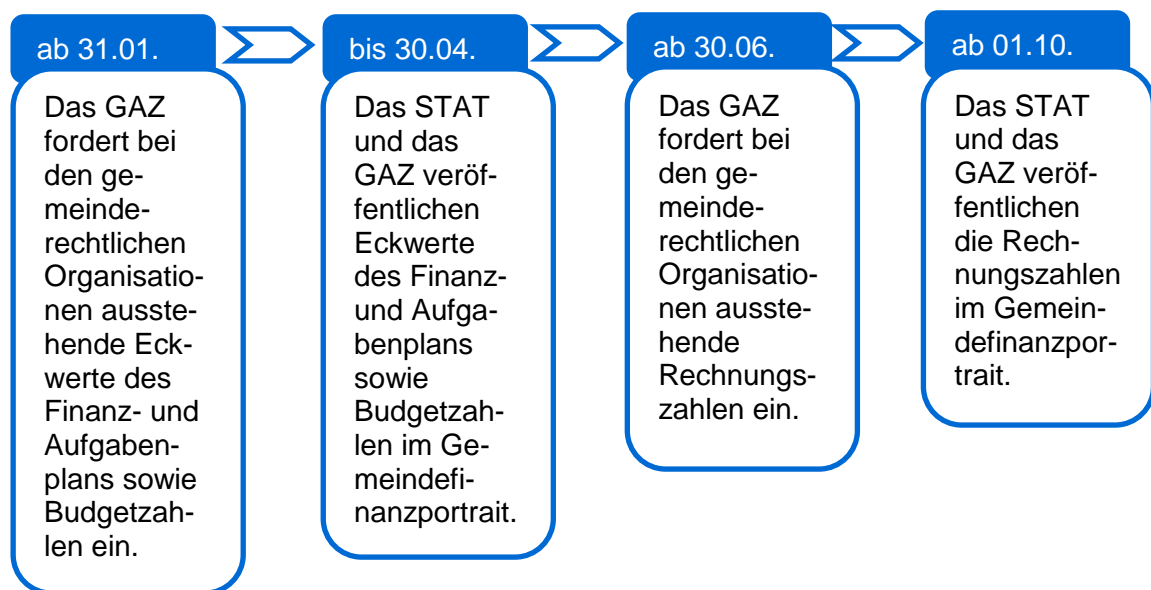 ab 31.01.
Das GAZ
fordert bei
den ge-
meinde-
rechtlichen
Organisatio-
nen ausste-
hende Eck-
werte des
Finanz- und
Aufgaben-
plans sowie
Budgetzah-
len ein.
bis 30.04.
Das STAT
und das
GAZ veröf-
fentlichen
Eckwerte
des Finanz-
und Aufga-
benplans
sowie
Budgetzah-
len im Ge-
meindefi-
nanzportrait.
ab 30.06.
Das GAZ
fordert bei
den ge-
meinde-
rechtlichen
Organisatio-
nen ausste-
hende
Rechnungs-
zahlen ein.
ab 01.10.
Das STAT
und das
GAZ veröf-
fentlichen
die Rech-
nungszahlen
im Gemein-
definanzpor-
trait.